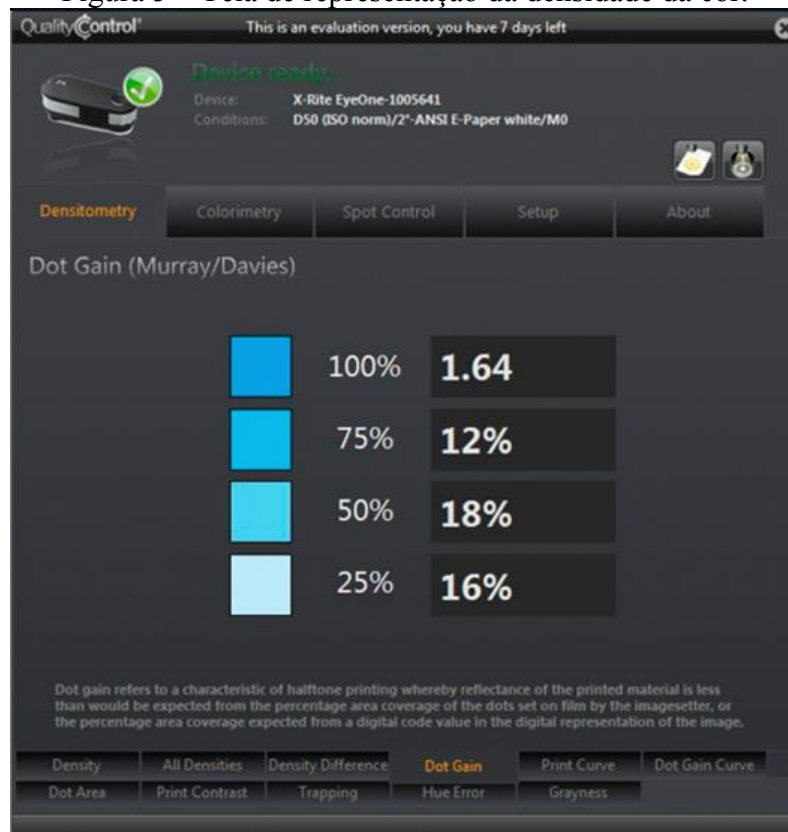 Figura 3 – Tela de representação da densidade da cor.
QualityControl® This is an evaluation version, you have 7 days left
Device ready...
Device: X-Rite EyeOne-1005641
Conditions: D50 (ISO norm)/2°-ANSI E-Paper white/M0
Densitometry Colorimetry Spot Control Setup About
Dot Gain (Murray/Davies)
100% 1.64
75% 12%
50% 18%
25% 16%
Dot gain refers to a characteristic of halftone printing whereby reflectance of the printed material is less
than would be expected from the percentage area coverage of the dots set on film by the imagesetter, or
the percentage area coverage expected from a digital code value in the digital representation of the image.
Density All Densities Density Difference Dot Gain Print Curve Dot Gain Curve
Dot Area Print Contrast Trapping Hue Error Grayness